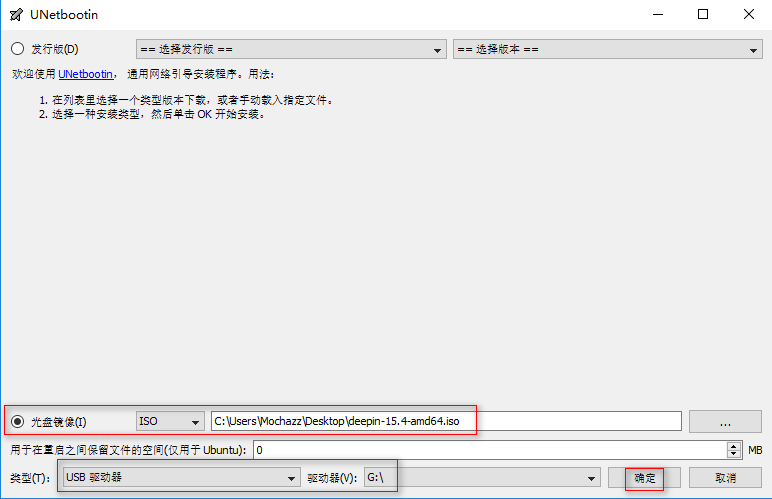 UNetbootin
发行版(D) == 选择发行版 == == 选择版本 ==
欢迎使用 UNetbootin， 通用网络引导安装程序。用法:
1. 在列表里选择一个类型版本下载，或者手动载入指定文件。
2. 选择一种安装类型，然后单击 OK 开始安装。
光盘镜像(I) ISO C:\Users\Mochazz\Desktop\deepin-15.4-amd64.iso ...
用于在重启之间保留文件的空间(仅用于 Ubuntu): 0 MB
类型(T): USB 驱动器 驱动器(V): G:\ 确定 取消